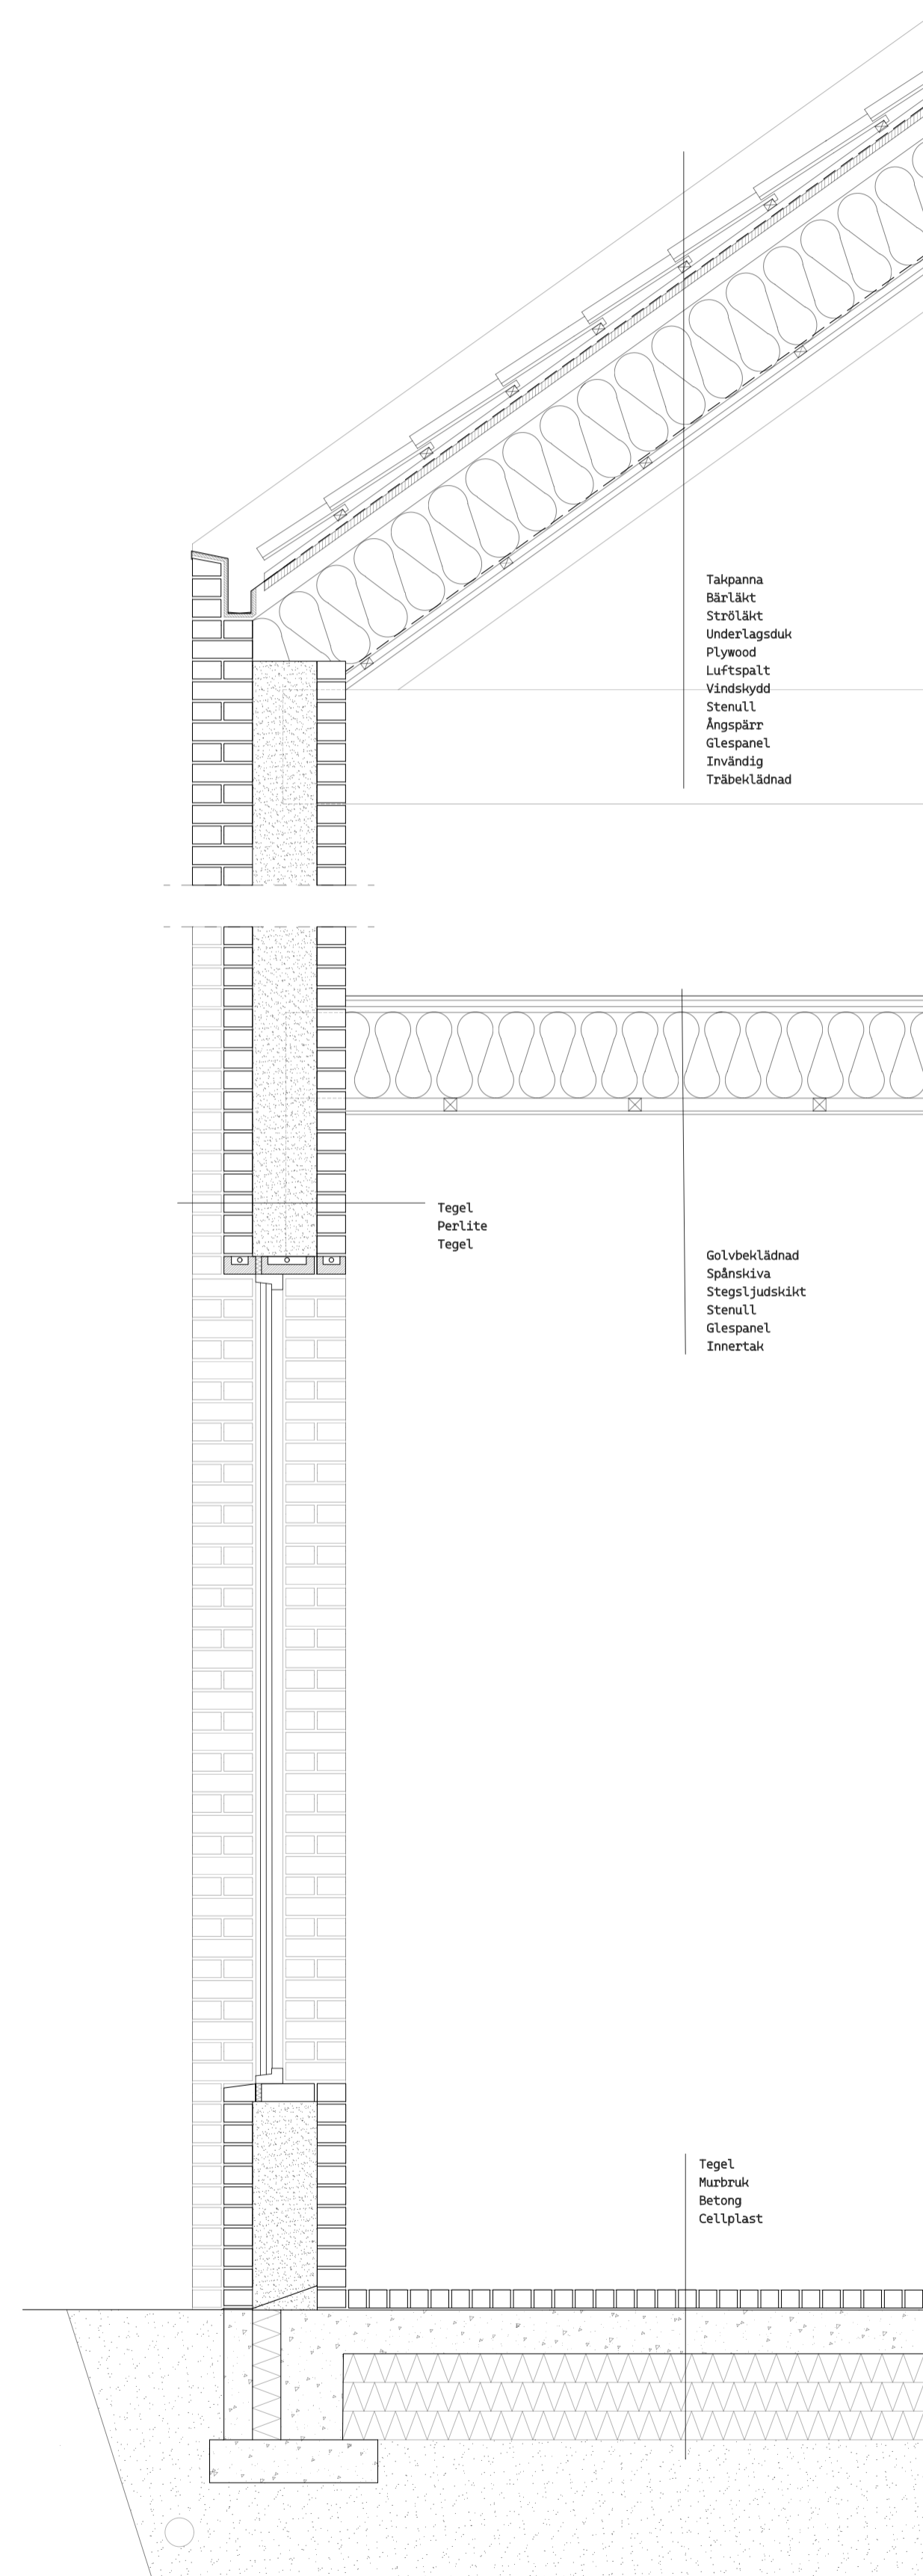 Takpanna
Bärläkt
Ströläkt
Underlagsduk
Plywood
Luftspalt
Vindskydd
Stenull
Ångspärr
Glespanel
Invändig
Träbeklädnad
Tegel
Perlite
Tegel
Golvbeklädnad
Spånskiva
Stegsljudskikt
Stenull
Glespanel
Innertak
Tegel
Murbruk
Betong
Cellplast